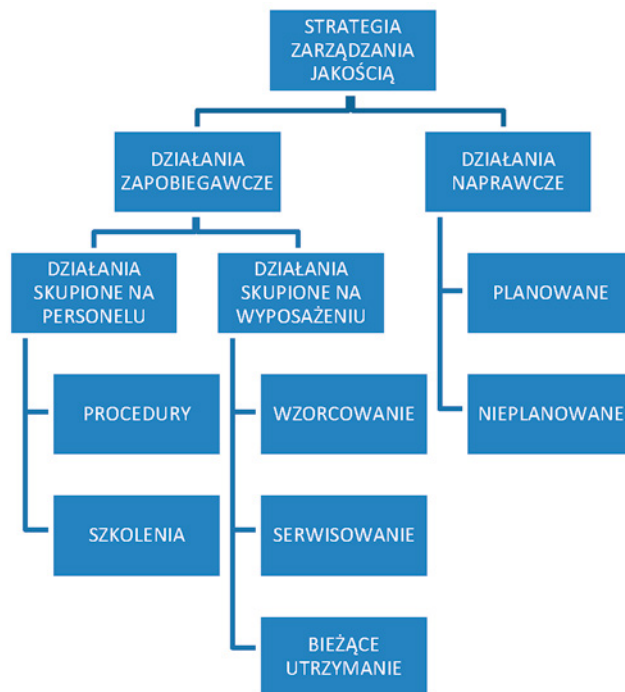 STRATEGIA
ZARZĄDZANIA
JAKOŚCIĄ
DZIAŁANIA
ZAPOBIEGAWCZE
DZIAŁANIA
NAPRAWCZE
DZIAŁANIA
SKUPIONE NA
PERSONELU
DZIAŁANIA
SKUPIONE NA
WYPOSAŻENIU
PLANOWANE
PROCEDURY
WZORCOWANIE
NIEPLANOWANE
SZKOLENIA
SERWISOWANIE
BIEŻĄCE
UTRZYMANIE